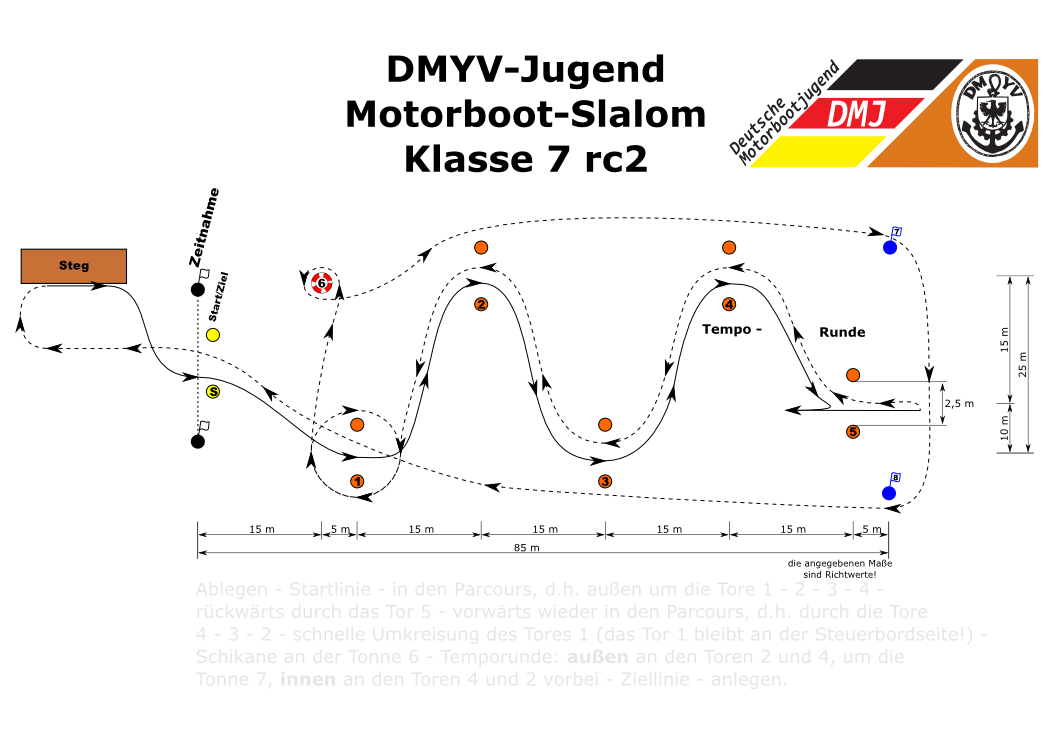 DMYV-Jugend
Motorboot-Slalom
Klasse 7 rc2
Deutsche
Motorbootjugend
DMJ
DM YV
Zeitnahme
Start/Ziel
Steg
6
7
2
4
Tempo - Runde
S
15 m
25 m
2,5 m
10 m
5
1
3
8
15 m
5 m
15 m
15 m
15 m
15 m
5 m
85 m
die angegebenen Maße
sind Richtwerte!
Ablegen - Startlinie - in den Parcours, d.h. außen um die Tore 1 - 2 - 3 - 4 -
rückwärts durch das Tor 5 - vorwärts wieder in den Parcours, d.h. durch die Tore
4 - 3 - 2 - schnelle Umkreisung des Tores 1 (das Tor 1 bleibt an der Steuerbordseite!) -
Schikane an der Tonne 6 - Temporunde: außen an den Toren 2 und 4, um die
Tonne 7, innen an den Toren 4 und 2 vorbei - Ziellinie - anlegen.